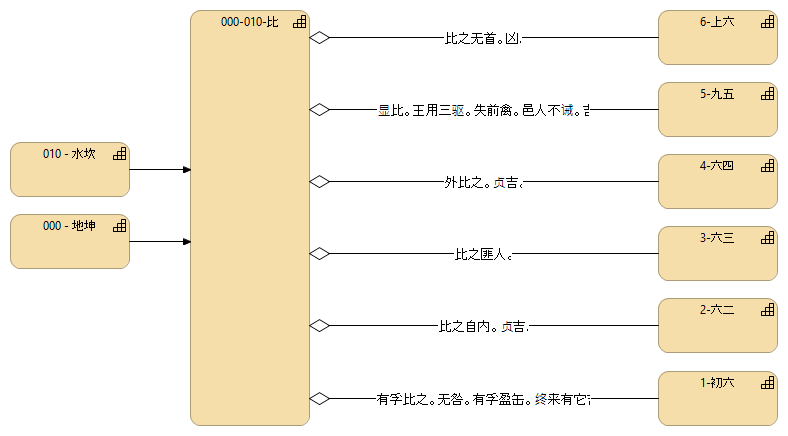 000-010-比
6-上六
比之无首。凶.
5-九五
显比。王用三驱。失前禽。邑人不诫。
010 - 水坎
4-六四
外比之。贞吉.
000 - 地坤
3-六三
比之匪人。
2-六二
比之自内。贞吉.
1-初六
有孚比之。无咎。有孚盈缶。终来有它